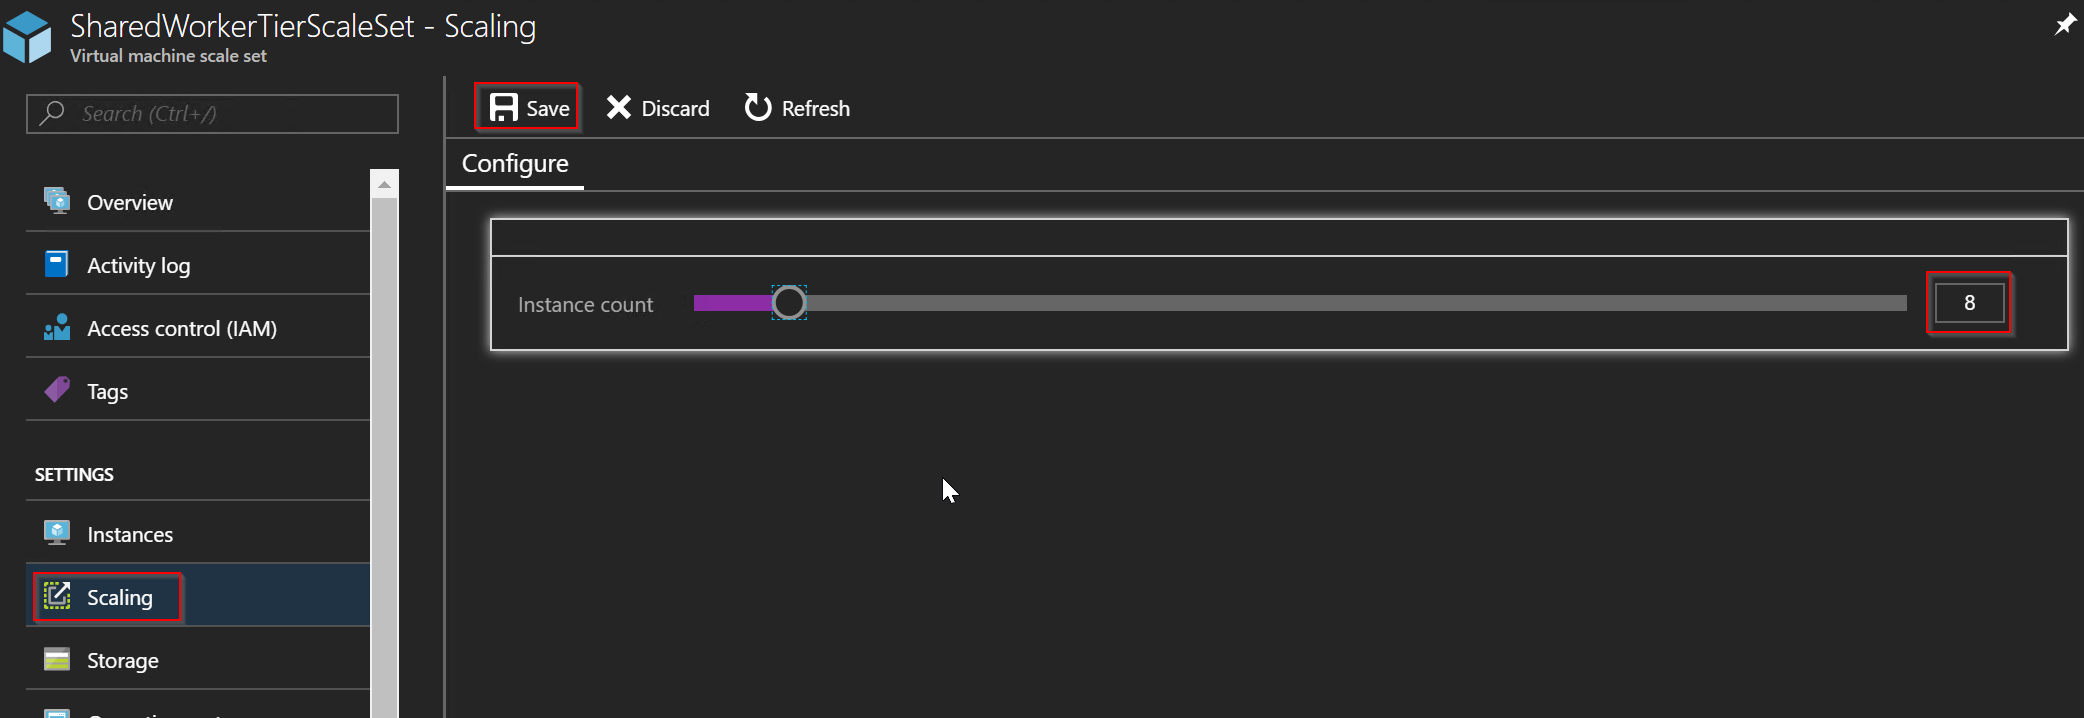 SharedWorkerTierScaleSet - Scaling
Virtual machine scale set
Search (Ctrl+/)
Save
Discard
Refresh
Configure
Overview
Activity log
Access control (IAM)
Tags
Instance count
8
SETTINGS
Instances
Scaling
Storage